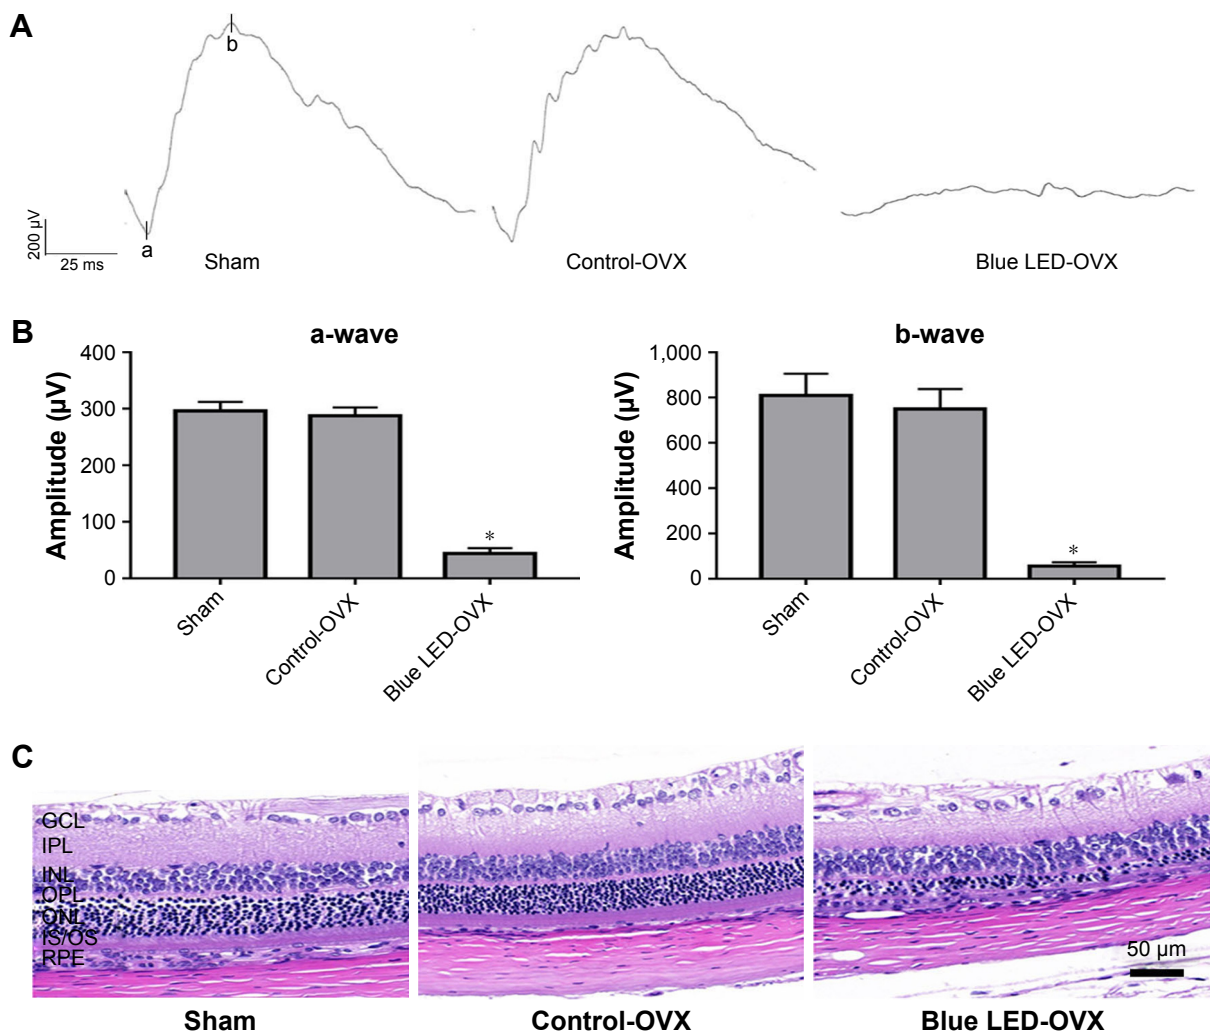 A
b
a
200 µV
25 ms
Sham
Control-OVX
Blue LED-OVX
B
a-wave
Amplitude (µV)
400
300
200
100
0
*
Sham
Control-OVX
Blue LED-OVX
b-wave
Amplitude (µV)
1,000
800
600
400
200
0
*
Sham
Control-OVX
Blue LED-OVX
C
GCL
IPL
INL
OPL
ONL
IS/OS
RPE
50 µm
Sham
Control-OVX
Blue LED-OVX